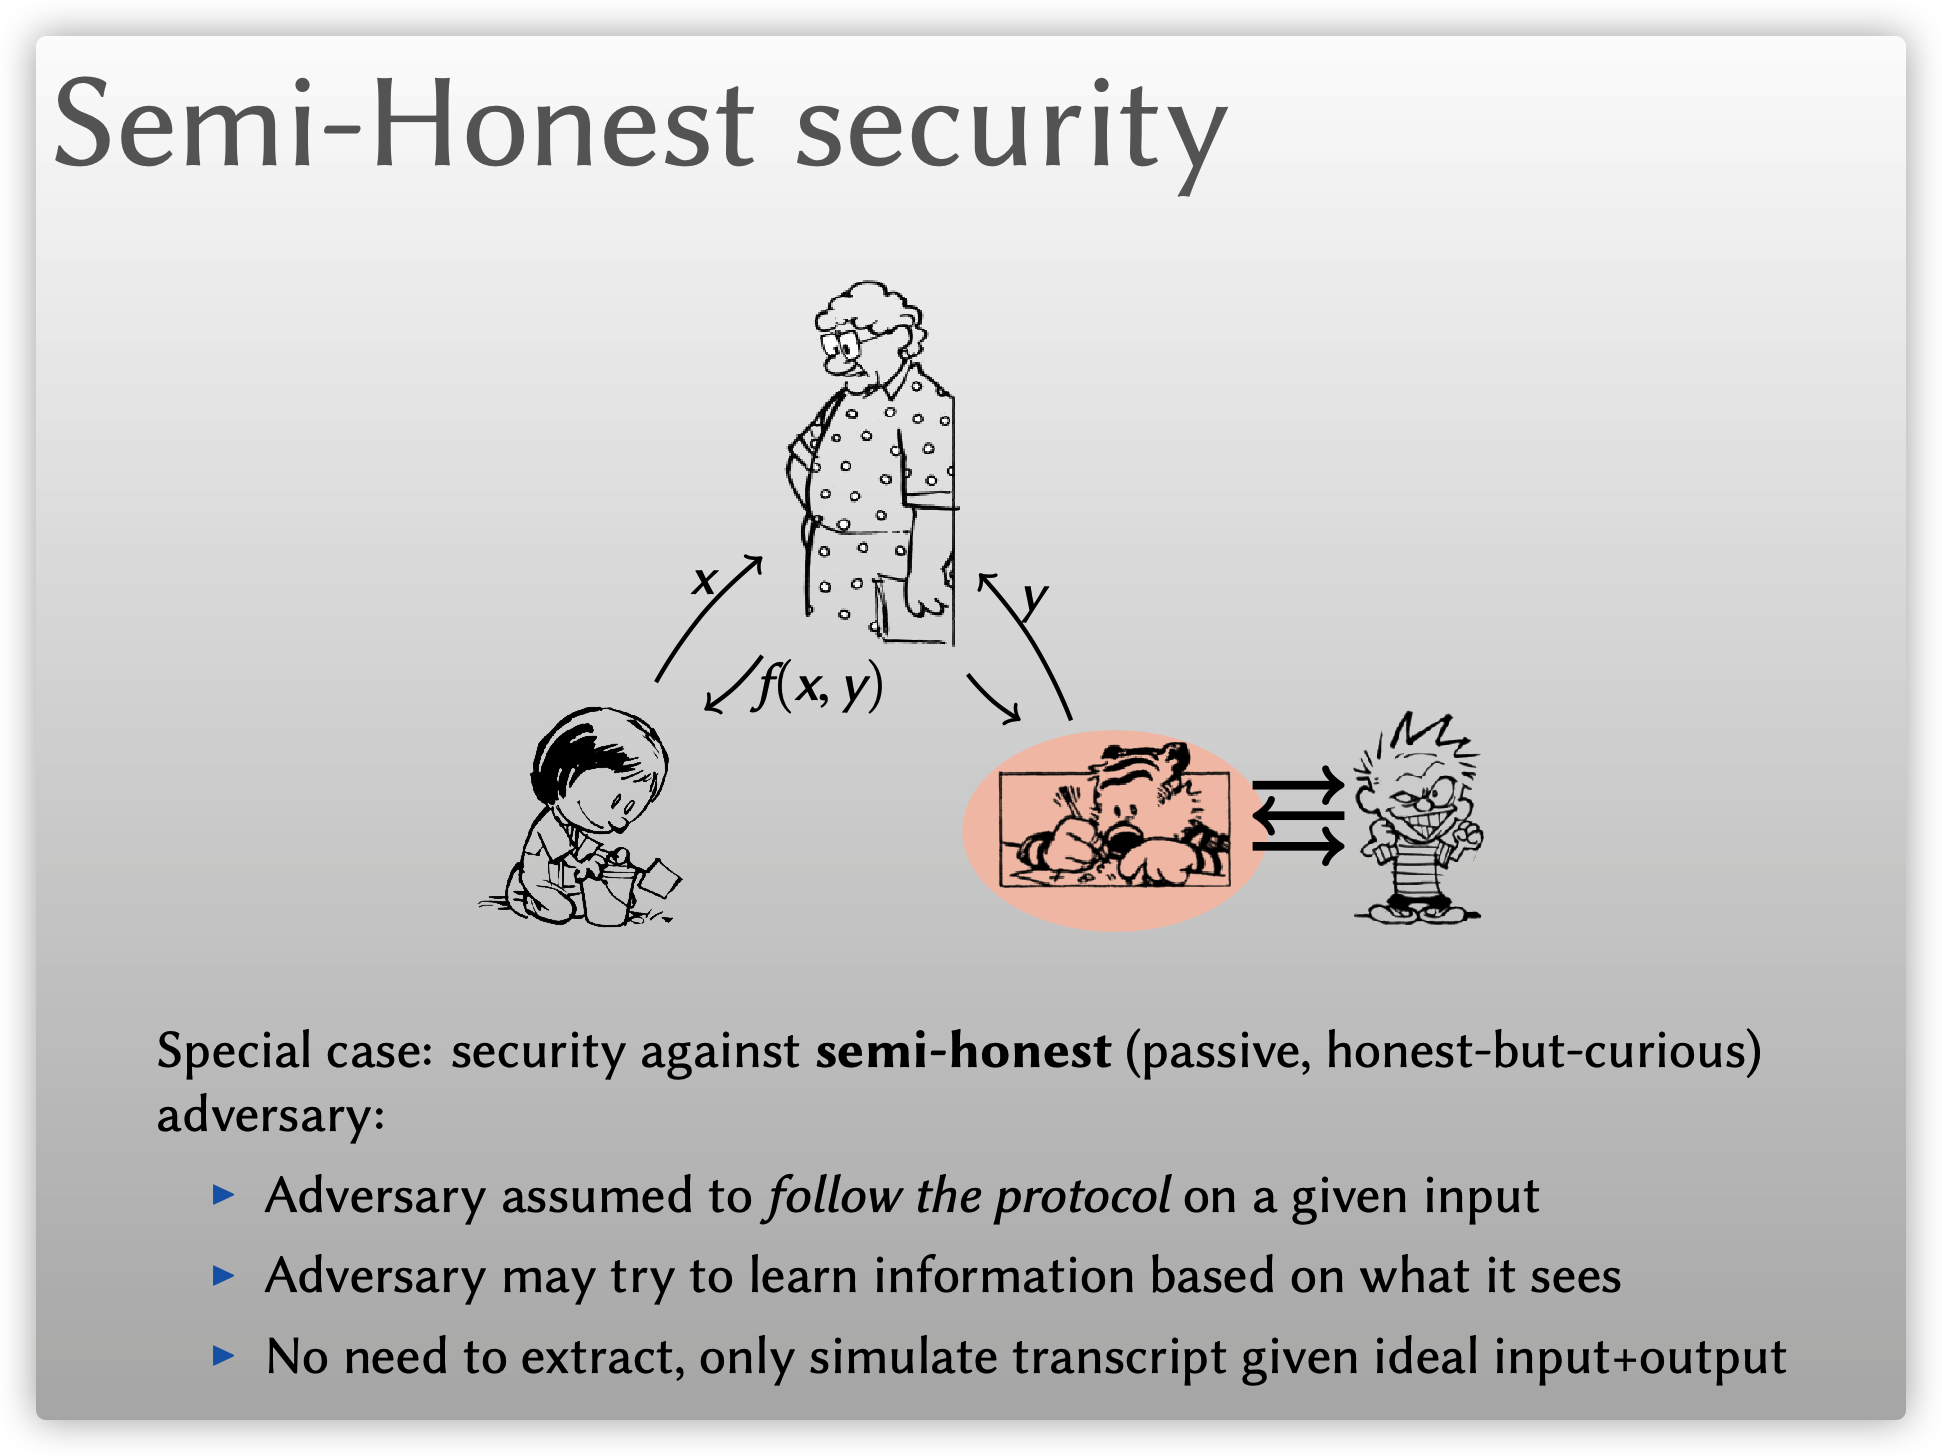 Semi-Honest security
x
y
f(x, y)
Special case: security against semi-honest (passive, honest-but-curious)
adversary:
Adversary assumed to follow the protocol on a given input
Adversary may try to learn information based on what it sees
No need to extract, only simulate transcript given ideal input+output